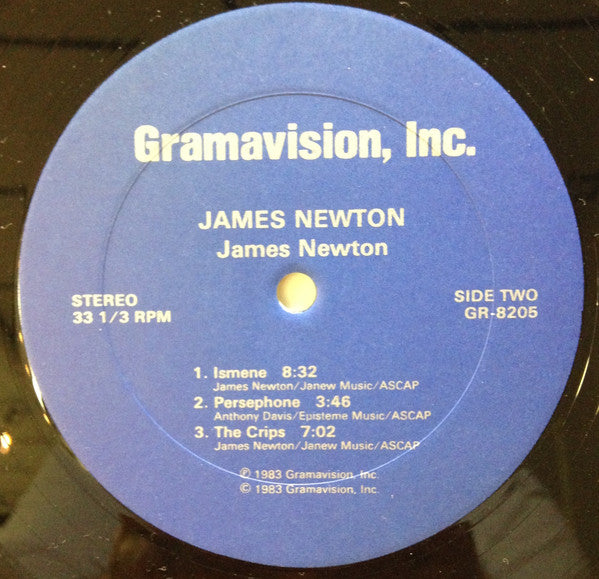 Gramavision, Inc.
JAMES NEWTON
James Newton
STEREO
33 1/3 RPM
SIDE TWO
GR-8205
1. Ismene 8:32
James Newton/Janew Music/ASCAP
2. Persephone 3:46
Anthony Davis/Episteme Music/ASCAP
3. The Crips 7:02
James Newton/Janew Music/ASCAP
℗ 1983 Gramavision, Inc.
© 1983 Gramavision, Inc.